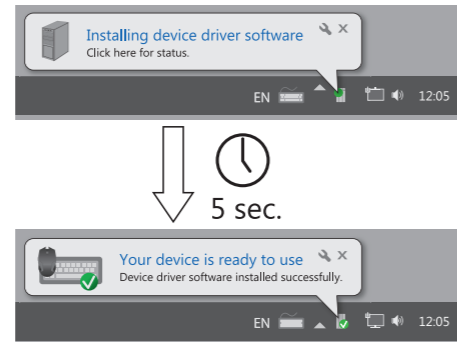 Installing device driver software
Click here for status.
EN 12:05
5 sec.
Your device is ready to use
Device driver software installed successfully.
EN 12:05